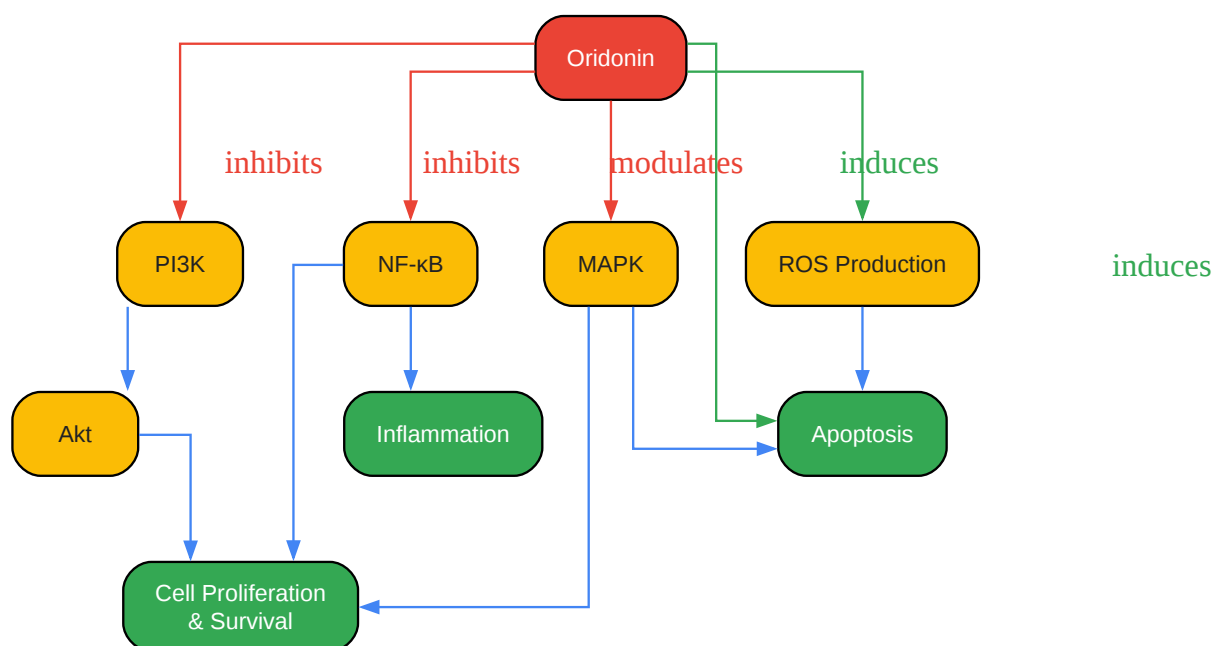 Oridonin
inhibits
inhibits
modulates
induces
PI3K
NF-κB
MAPK
ROS Production
induces
Akt
Inflammation
Apoptosis
Cell Proliferation
& Survival